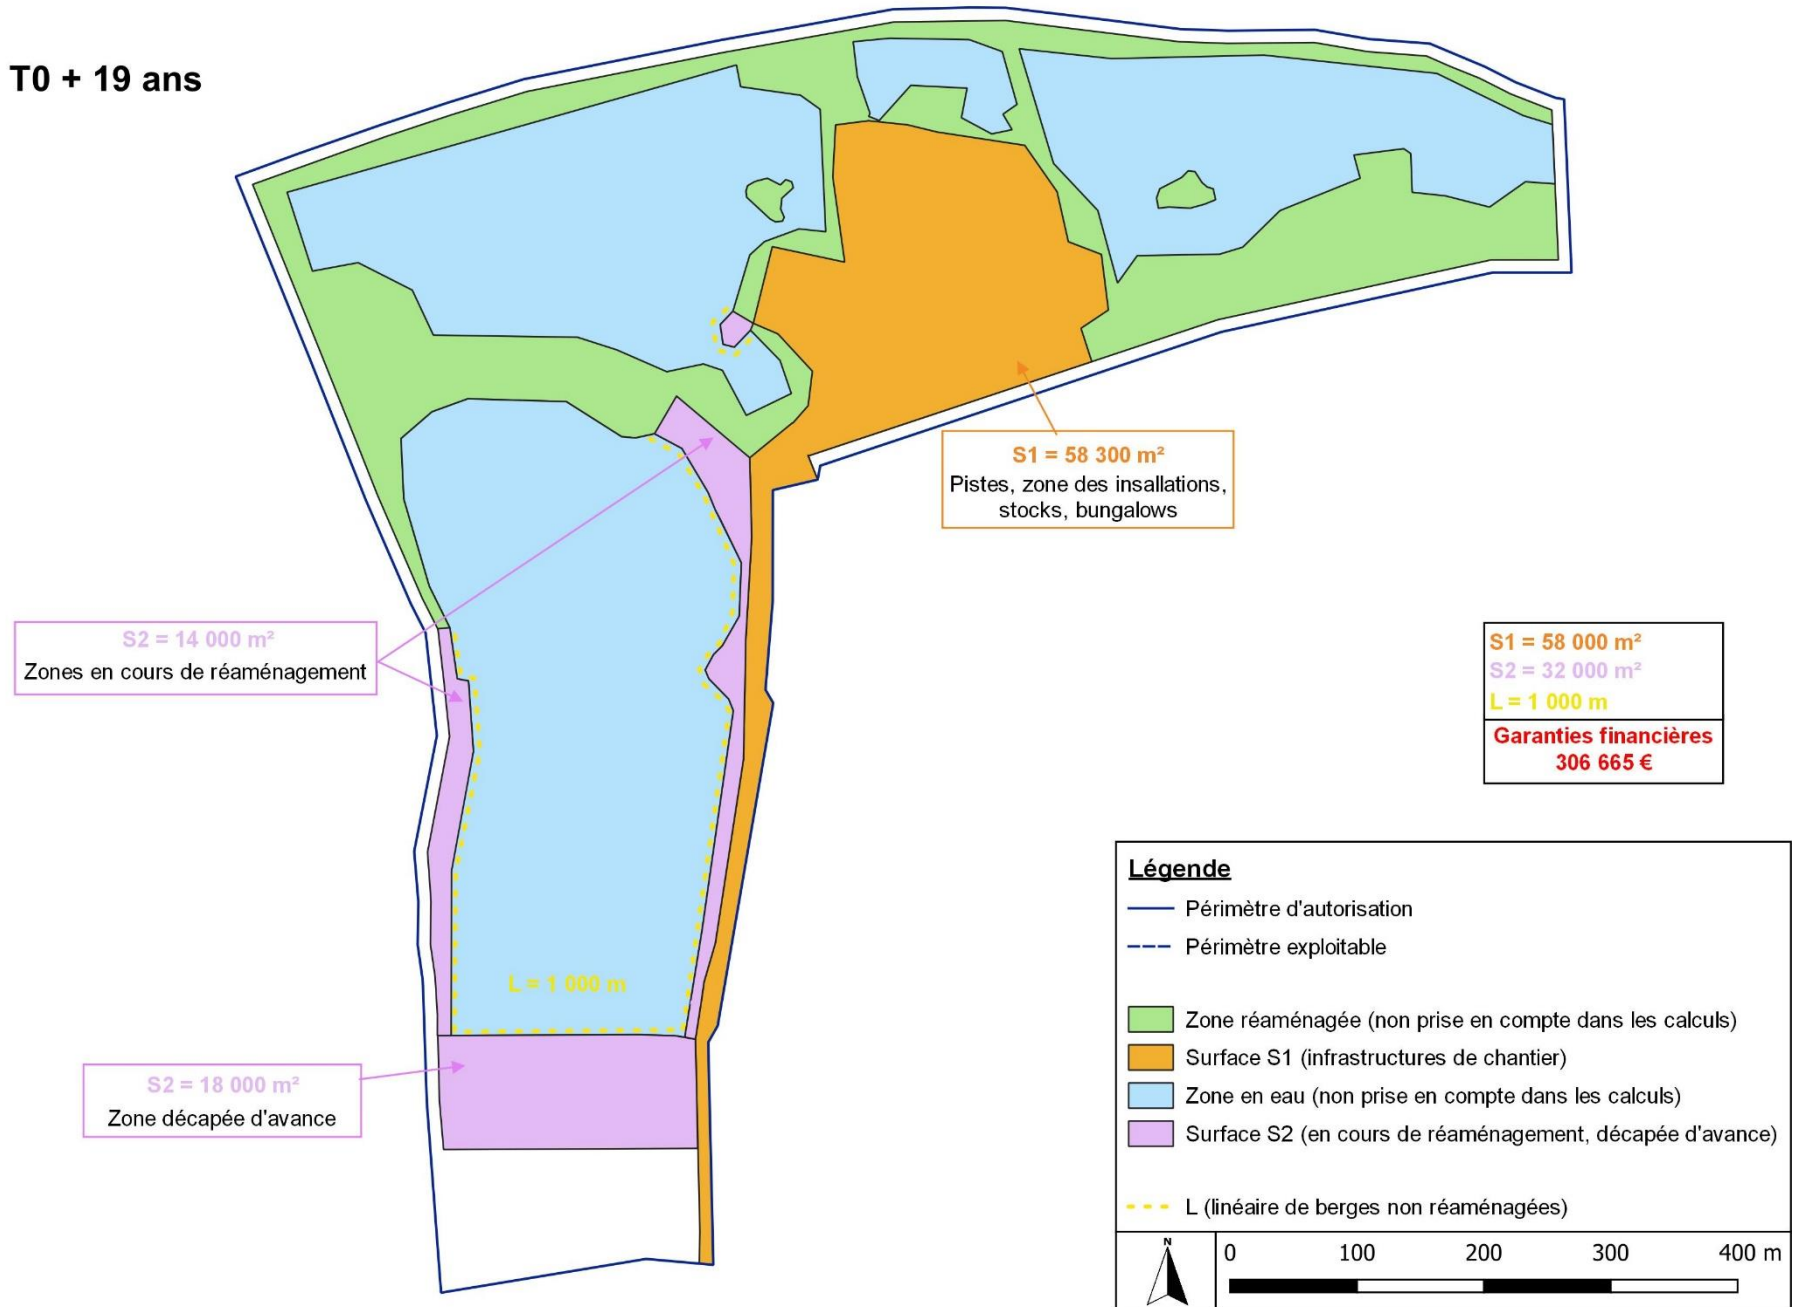 T0 + 19 ans
S1 = 58 300 m²
Pistes, zone des insallations,
stocks, bungalows
S2 = 14 000 m²
Zones en cours de réaménagement
S1 = 58 000 m²
S2 = 32 000 m²
L = 1 000 m
Garanties financières
306 665 €
L = 1 000 m
S2 = 18 000 m²
Zone décapée d'avance
Légende
Périmètre d'autorisation
Périmètre exploitable
Zone réaménagée (non prise en compte dans les calculs)
Surface S1 (infrastructures de chantier)
Zone en eau (non prise en compte dans les calculs)
Surface S2 (en cours de réaménagement, décapée d'avance)
L (linéaire de berges non réaménagées)
N
0 100 200 300 400 m